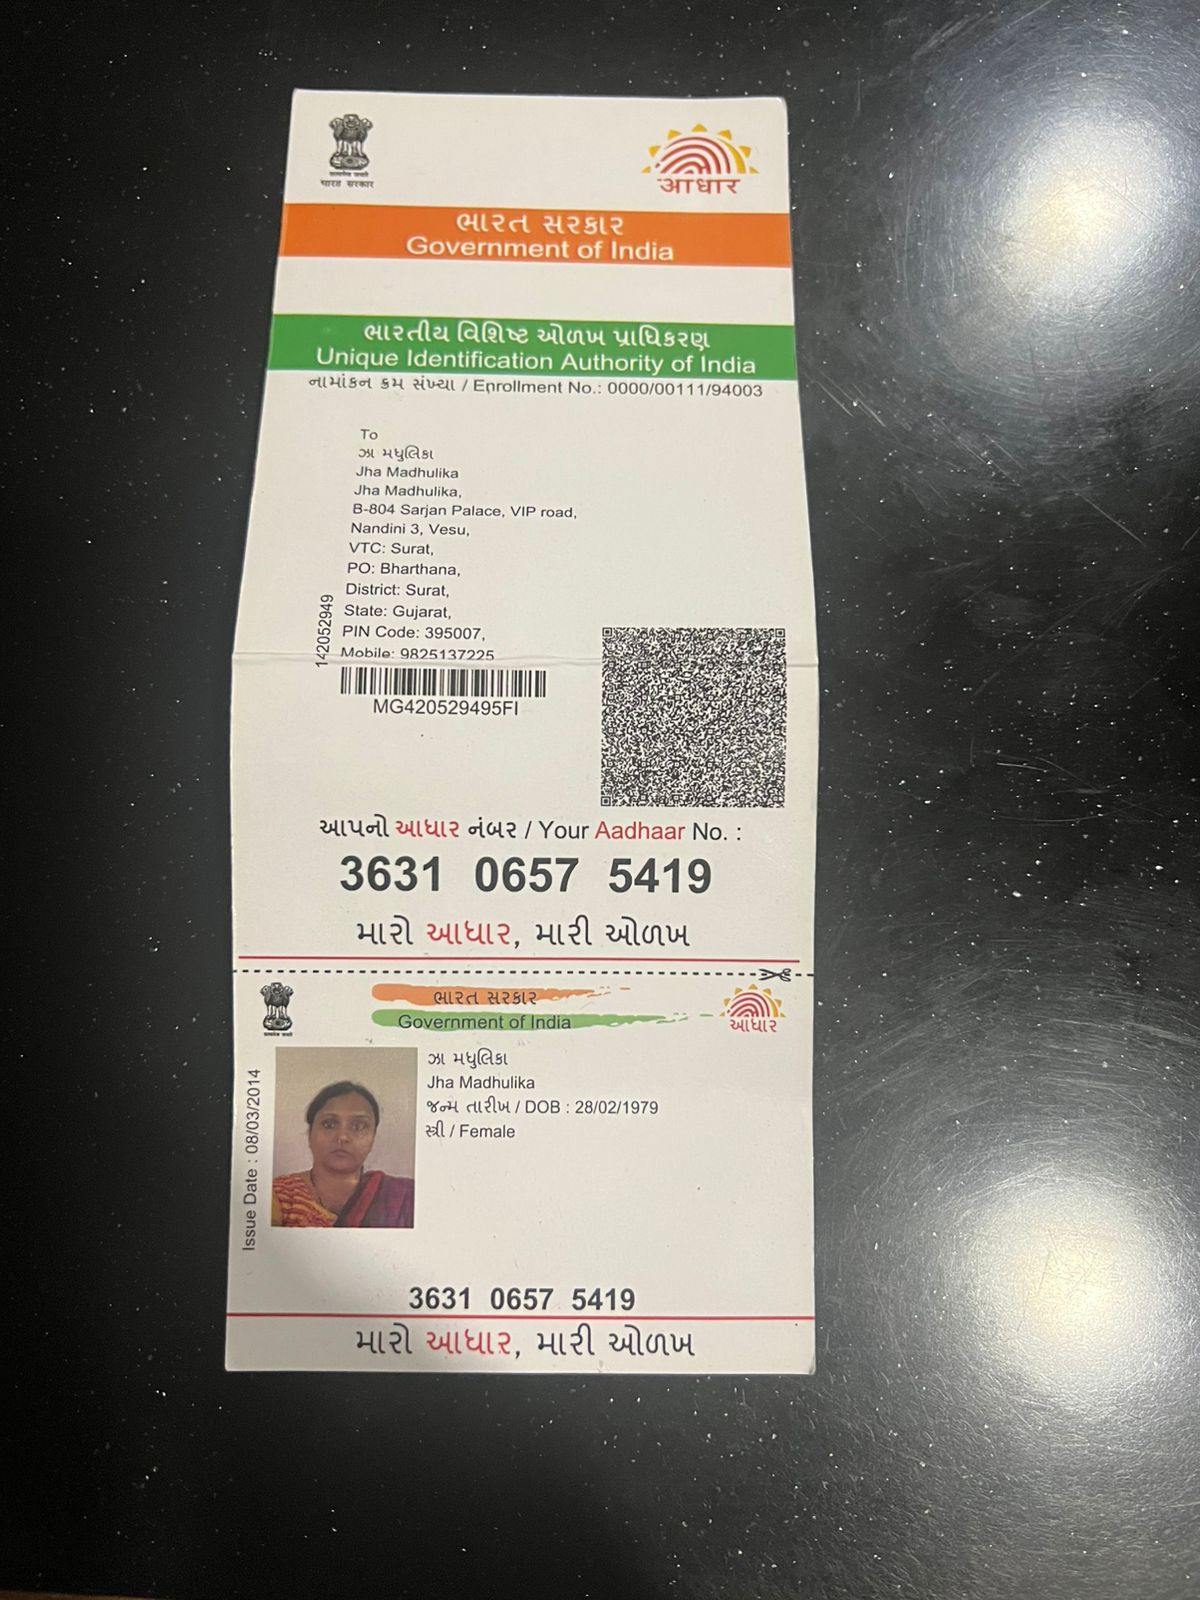 भारत सरकार
आधार
ભારત સરકાર
Government of India
ભારતીય વિશિષ્ટ ઓળખ પ્રાધિકરણ
Unique Identification Authority of India
નામાંકન ક્રમ સંખ્યા / Enrollment No.: 0000/00111/94003
To
ઝા મધુલિકા
Jha Madhulika
Jha Madhulika,
B-804 Sarjan Palace, VIP road,
Nandini 3, Vesu,
VTC: Surat,
PO: Bharthana,
District: Surat,
State: Gujarat,
PIN Code: 395007,
Mobile: 9825137225
142052949
MG420529495FI
આપનો આધાર નંબર / Your Aadhaar No. :
3631 0657 5419
મારો આધાર, મારી ઓળખ
ભારત સરકાર
Government of India
આધાર
ઝા મધુલિકા
Jha Madhulika
જન્મ તારીખ / DOB : 28/02/1979
સ્ત્રી / Female
Issue Date : 08/03/2014
3631 0657 5419
મારો આધાર, મારી ઓળખ